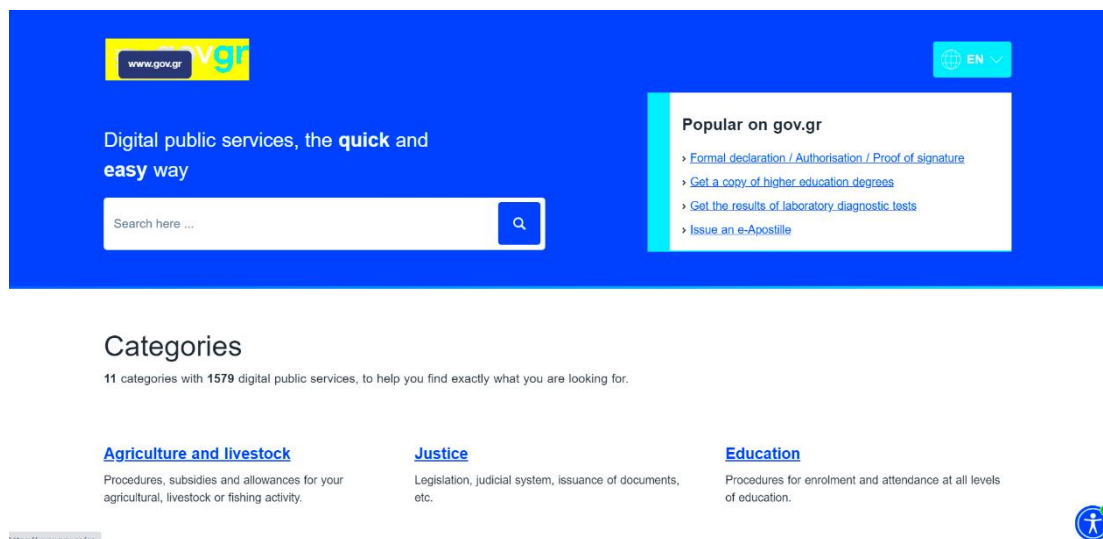 www.gov.gr
EN
Digital public services, the quick and
easy way
Search here ...
Popular on gov.gr
› Formal declaration / Authorisation / Proof of signature
› Get a copy of higher education degrees
› Get the results of laboratory diagnostic tests
› Issue an e-Apostille
Categories
11 categories with 1579 digital public services, to help you find exactly what you are looking for.
Agriculture and livestock
Procedures, subsidies and allowances for your
agricultural, livestock or fishing activity.
Justice
Legislation, judicial system, issuance of documents,
etc.
Education
Procedures for enrolment and attendance at all levels
of education.